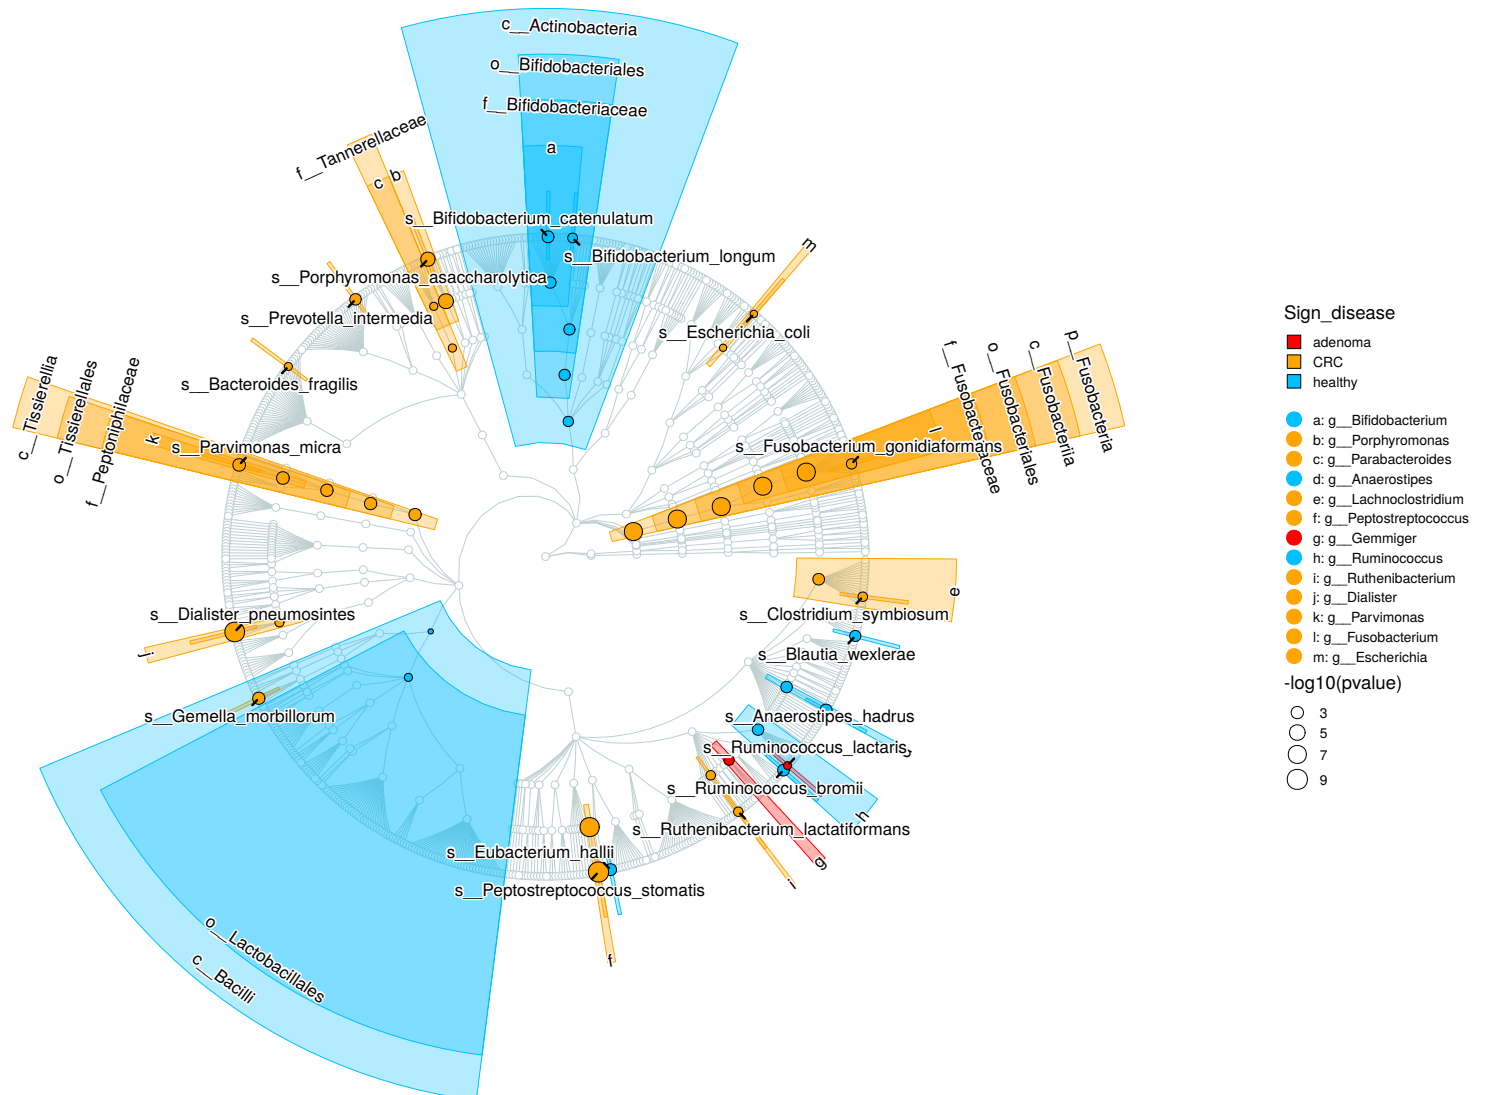 c__Actinobacteria
o__Bifidobacteriales
f__Bifidobacteriaceae
a
f__Tannerellaceae
c
b
s__Bifidobacterium_catenulatum
s__Bifidobacterium_longum
m
s__Porphyromonas_asaccharolytica
s__Prevotella_intermedia
s__Escherichia_coli
s__Bacteroides_fragilis
c__Tissierellia
o__Tissierellales
f__Peptoniphilaceae
k
s__Parvimonas_micra
s__Fusobacterium_gonidiaformans
l
f__Fusobacteriaceae
o__Fusobacteriales
c__Fusobacteriia
p__Fusobacteria
e
s__Clostridium_symbiosum
s__Dialister_pneumosintes
j
s__Blautia_wexlerae
s__Gemella_morbillorum
s__Anaerostipes_hadrus
s__Ruminococcus_lactaris
s__Ruminococcus_bromii
h
s__Ruthenibacterium_lactatiformans
g
s__Eubacterium_hallii
i
s__Peptostreptococcus_stomatis
f
o__Lactobacillales
c__Bacilli
Sign_disease
adenoma
CRC
healthy
a: g__Bifidobacterium
b: g__Porphyromonas
c: g__Parabacteroides
d: g__Anaerostipes
e: g__Lachnoclostridium
f: g__Peptostreptococcus
g: g__Gemmiger
h: g__Ruminococcus
i: g__Ruthenibacterium
j: g__Dialister
k: g__Parvimonas
l: g__Fusobacterium
m: g__Escherichia
-log10(pvalue)
3
5
7
9